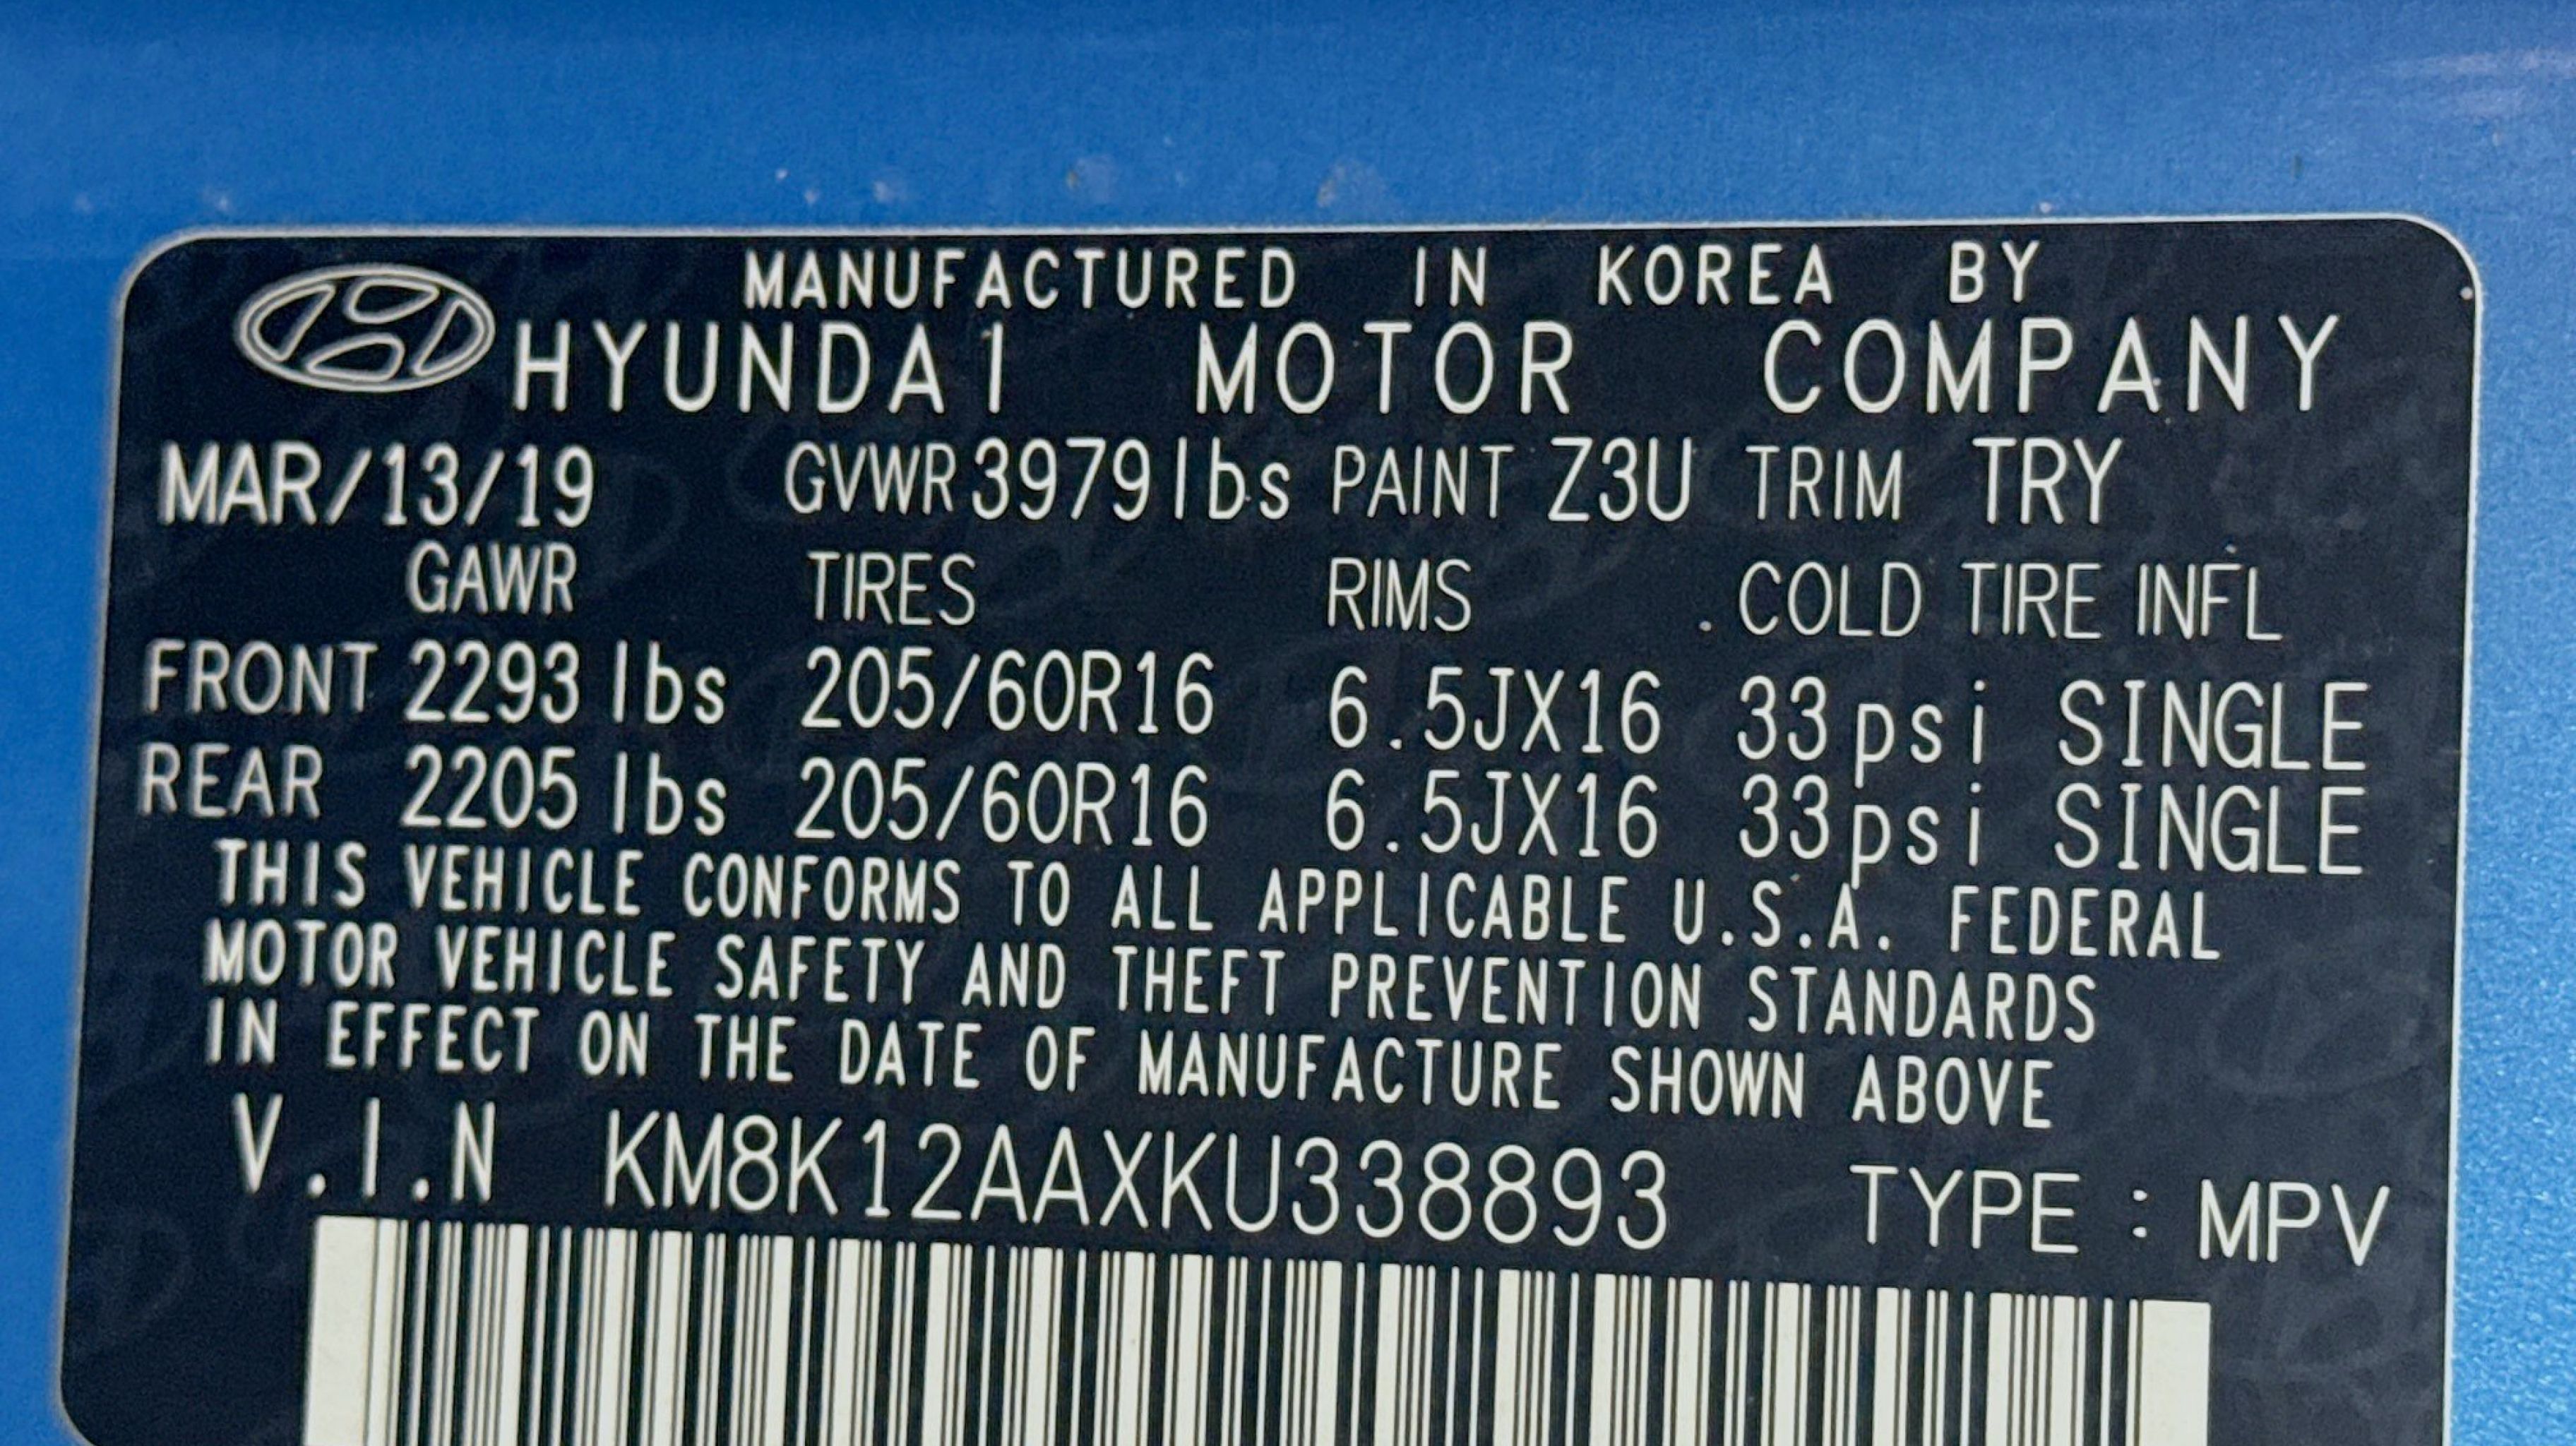 MANUFACTURED IN KOREA BY
HYUNDAI MOTOR COMPANY
MAR/13/19 GVWR 3979lbs PAINT Z3U TRIM TRY
GAWR TIRES RIMS . COLD TIRE INFL
FRONT 2293 lbs 205/60R16 6.5JX16 33psi SINGLE
REAR 2205 lbs 205/60R16 6.5JX16 33psi SINGLE
THIS VEHICLE CONFORMS TO ALL APPLICABLE U.S.A. FEDERAL
MOTOR VEHICLE SAFETY AND THEFT PREVENTION STANDARDS
IN EFFECT ON THE DATE OF MANUFACTURE SHOWN ABOVE
V.I.N KM8K12AAXKU338893 TYPE : MPV